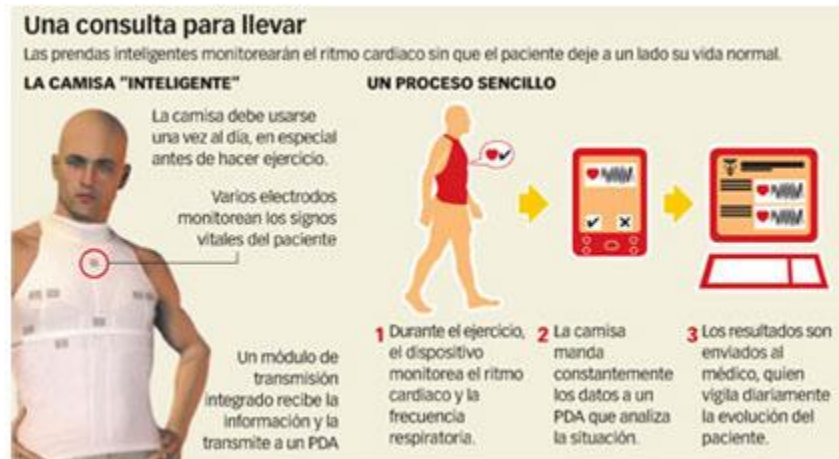 Una consulta para llevar
Las prendas inteligentes monitorearán el ritmo cardiaco sin que el paciente deje a un lado su vida normal.
LA CAMISA "INTELIGENTE"
La camisa debe usarse
una vez al día, en especial
antes de hacer ejercicio.
Varios electrodos
monitorean los signos
vitales del paciente
Un módulo de
transmisión
integrado recibe la
información y la
transmite a un PDA
UN PROCESO SENCILLO
1 Durante el ejercicio,
el dispositivo
monitorea el ritmo
cardiaco y la
frecuencia
respiratoria.
2 La camisa
manda
constantemente
los datos a un
PDA que analiza
la situación.
3 Los resultados son
enviados al
médico, quien
vigila diariamente
la evolución del
paciente.